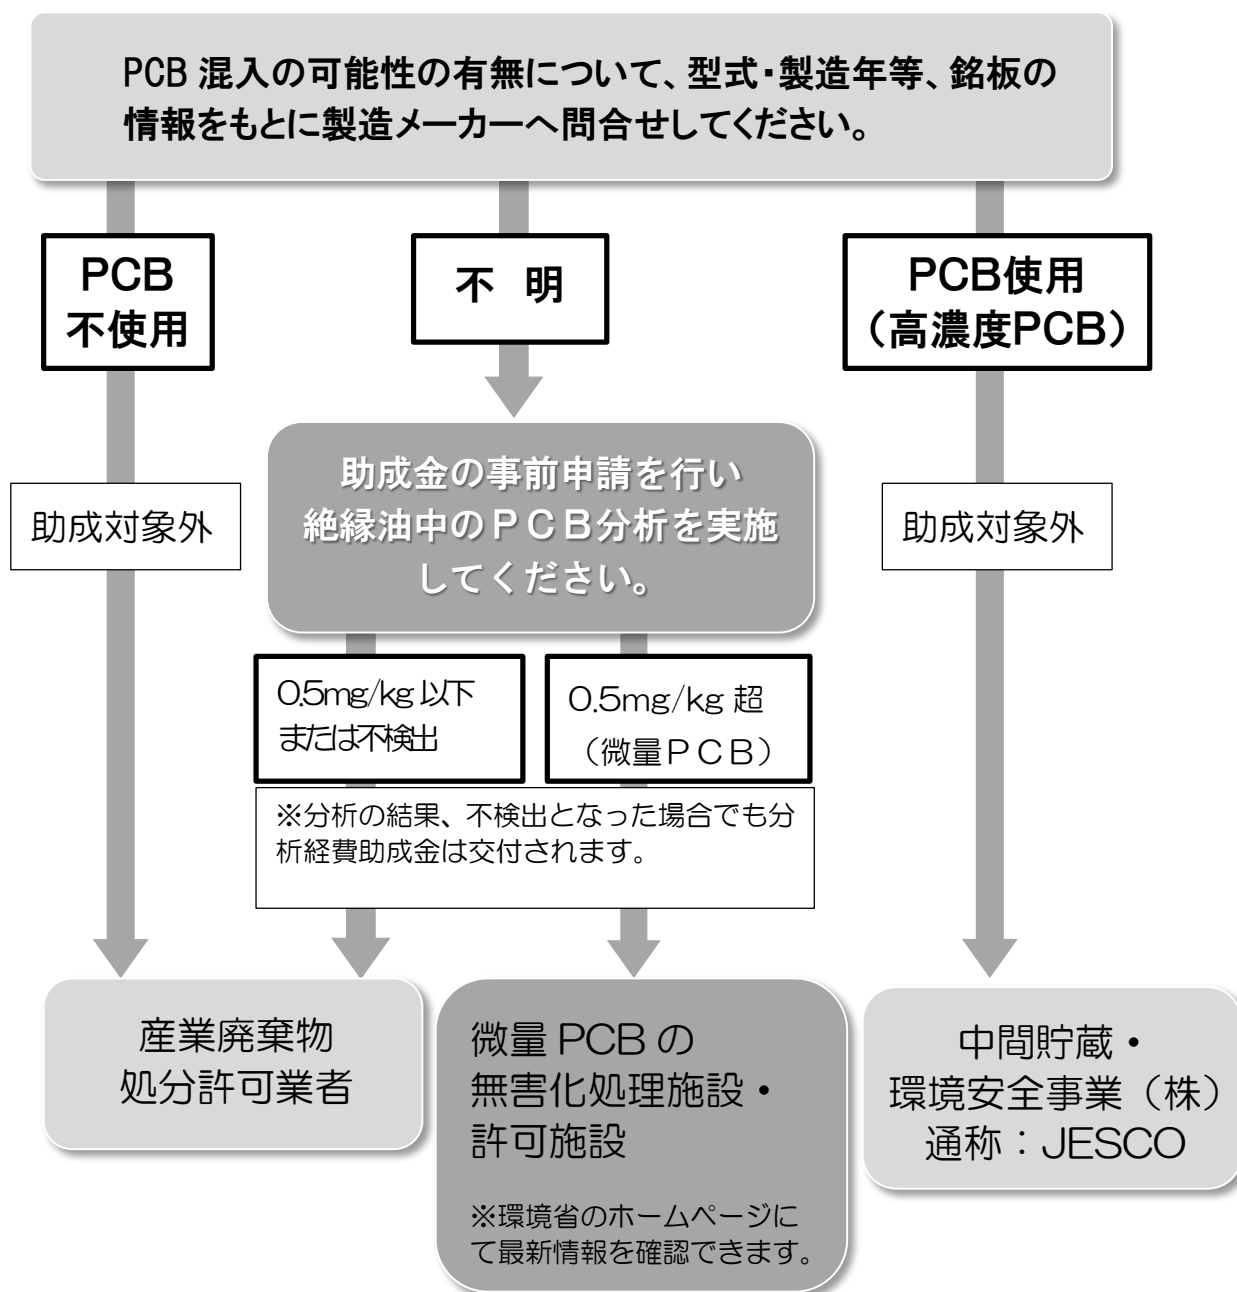 PCB 混入の可能性の有無について、型式・製造年等、銘板の
情報をもとに製造メーカーへ問合せしてください。
PCB
不使用
不 明
PCB使用
（高濃度PCB）
助成対象外
助成金の事前申請を行い
絶縁油中のＰＣＢ分析を実施
してください。
助成対象外
0.5mg/kg 以下
または不検出
0.5mg/kg 超
（微量ＰＣＢ）
※分析の結果、不検出となった場合でも分
析経費助成金は交付されます。
産業廃棄物
処分許可業者
微量 PCB の
無害化処理施設・
許可施設
※環境省のホームページに
て最新情報を確認できます。
中間貯蔵・
環境安全事業（株）
通称：JESCO